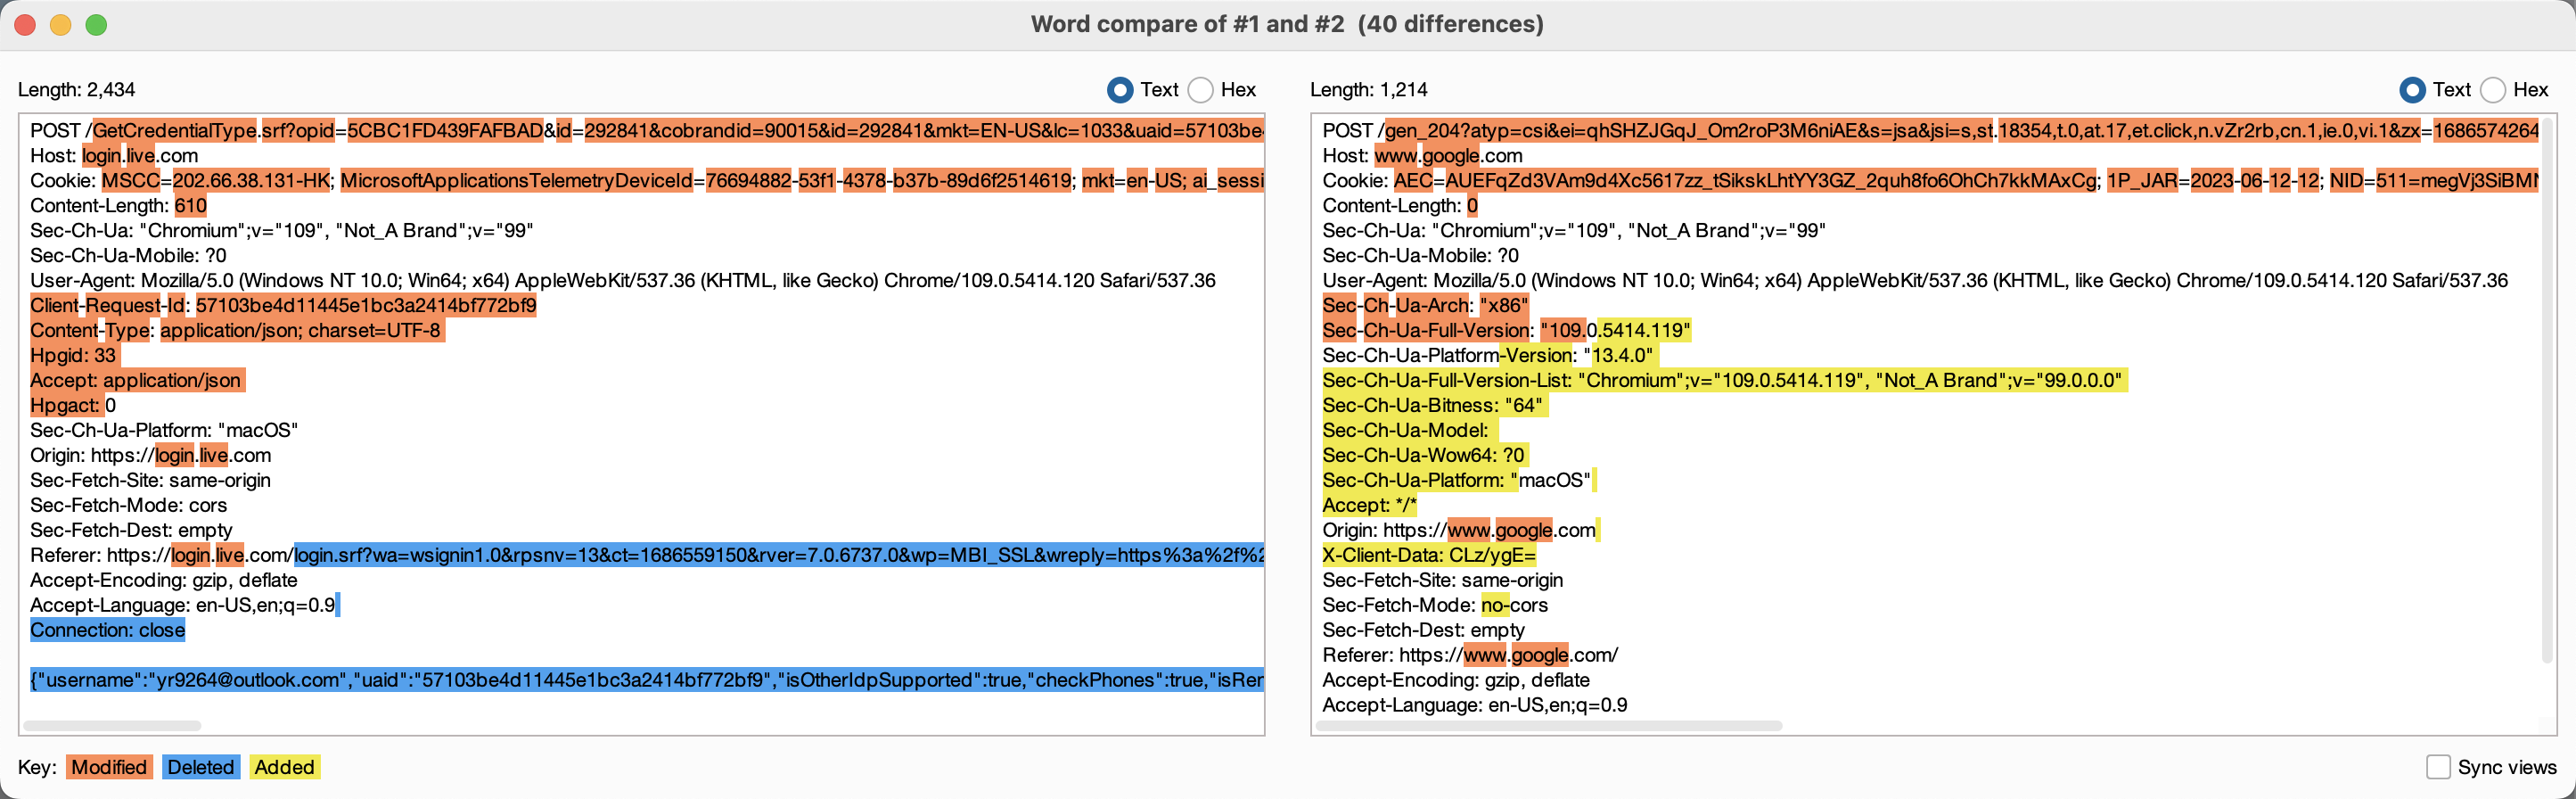 Word compare of #1 and #2  (40 differences)
Length: 2,434
Text
Hex
POST /GetCredentialType.srf?opid=5CBC1FD439FAFBAD&id=292841&cobrandid=90015&id=292841&mkt=EN-US&lc=1033&uaid=57103be4
Host: login.live.com
Cookie: MSCC=202.66.38.131-HK; MicrosoftApplicationsTelemetryDeviceId=76694882-53f1-4378-b37b-89d6f2514619; mkt=en-US; ai_sessi
Content-Length: 610
Sec-Ch-Ua: "Chromium";v="109", "Not_A Brand";v="99"
Sec-Ch-Ua-Mobile: ?0
User-Agent: Mozilla/5.0 (Windows NT 10.0; Win64; x64) AppleWebKit/537.36 (KHTML, like Gecko) Chrome/109.0.5414.120 Safari/537.36
Client-Request-Id: 57103be4d11445e1bc3a2414bf772bf9
Content-Type: application/json; charset=UTF-8
Hpgid: 33
Accept: application/json
Hpgact: 0
Sec-Ch-Ua-Platform: "macOS"
Origin: https://login.live.com
Sec-Fetch-Site: same-origin
Sec-Fetch-Mode: cors
Sec-Fetch-Dest: empty
Referer: https://login.live.com/login.srf?wa=wsignin1.0&rpsnv=13&ct=1686559150&rver=7.0.6737.0&wp=MBI_SSL&wreply=https%3a%2f%2
Accept-Encoding: gzip, deflate
Accept-Language: en-US,en;q=0.9
Connection: close
{"username":"yr9264@outlook.com","uaid":"57103be4d11445e1bc3a2414bf772bf9","isOtherIdpSupported":true,"checkPhones":true,"isRem
Length: 1,214
Text
Hex
POST /gen_204?atyp=csi&ei=qhSHZJGqJ_Om2roP3M6niAE&s=jsa&jsi=s,st.18354,t.0,at.17,et.click,n.vZr2rb,cn.1,ie.0,vi.1&zx=1686574264
Host: www.google.com
Cookie: AEC=AUEFqZd3VAm9d4Xc5617zz_tSikskLhtYY3GZ_2quh8fo6OhCh7kkMAxCg; 1P_JAR=2023-06-12-12; NID=511=megVj3SiBM
Content-Length: 0
Sec-Ch-Ua: "Chromium";v="109", "Not_A Brand";v="99"
Sec-Ch-Ua-Mobile: ?0
User-Agent: Mozilla/5.0 (Windows NT 10.0; Win64; x64) AppleWebKit/537.36 (KHTML, like Gecko) Chrome/109.0.5414.120 Safari/537.36
Sec-Ch-Ua-Arch: "x86"
Sec-Ch-Ua-Full-Version: "109.0.5414.119"
Sec-Ch-Ua-Platform-Version: "13.4.0"
Sec-Ch-Ua-Full-Version-List: "Chromium";v="109.0.5414.119", "Not_A Brand";v="99.0.0.0"
Sec-Ch-Ua-Bitness: "64"
Sec-Ch-Ua-Model:
Sec-Ch-Ua-Wow64: ?0
Sec-Ch-Ua-Platform: "macOS"
Accept: */*
Origin: https://www.google.com
X-Client-Data: CLz/ygE=
Sec-Fetch-Site: same-origin
Sec-Fetch-Mode: no-cors
Sec-Fetch-Dest: empty
Referer: https://www.google.com/
Accept-Encoding: gzip, deflate
Accept-Language: en-US,en;q=0.9
Key: Modified Deleted Added
Sync views